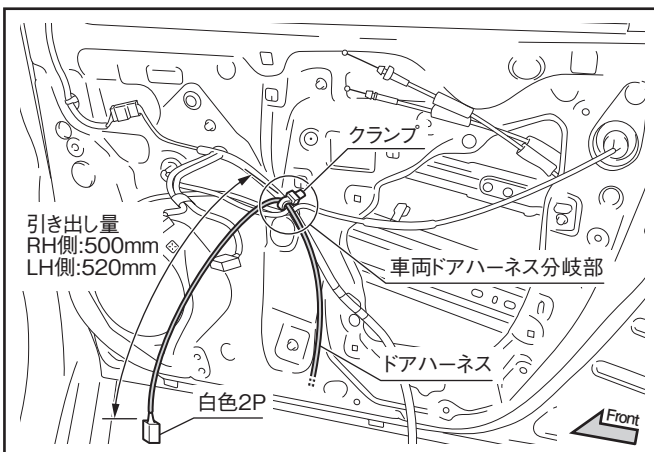 クランプ
引き出し量
RH側:500mm
LH側:520mm
車両ドアハーネス分岐部
ドアハーネス
白色2P
Front